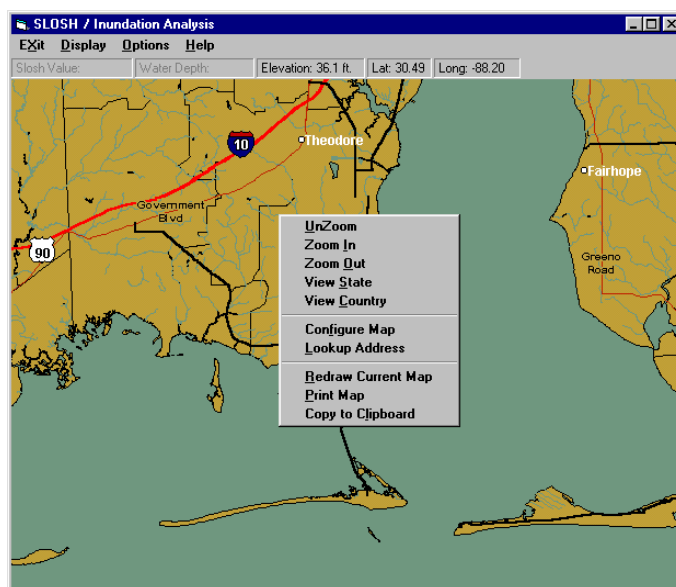 SLOSH / Inundation Analysis
EXit Display Options Help
Slosh Value: Water Depth: Elevation: 36.1 ft. Lat: 30.49 Long: -88.20
10
Theodore
Fairhope
Government
Blvd
90
Greeno
Road
UnZoom
Zoom In
Zoom Out
View State
View Country
Configure Map
Lookup Address
Redraw Current Map
Print Map
Copy to Clipboard